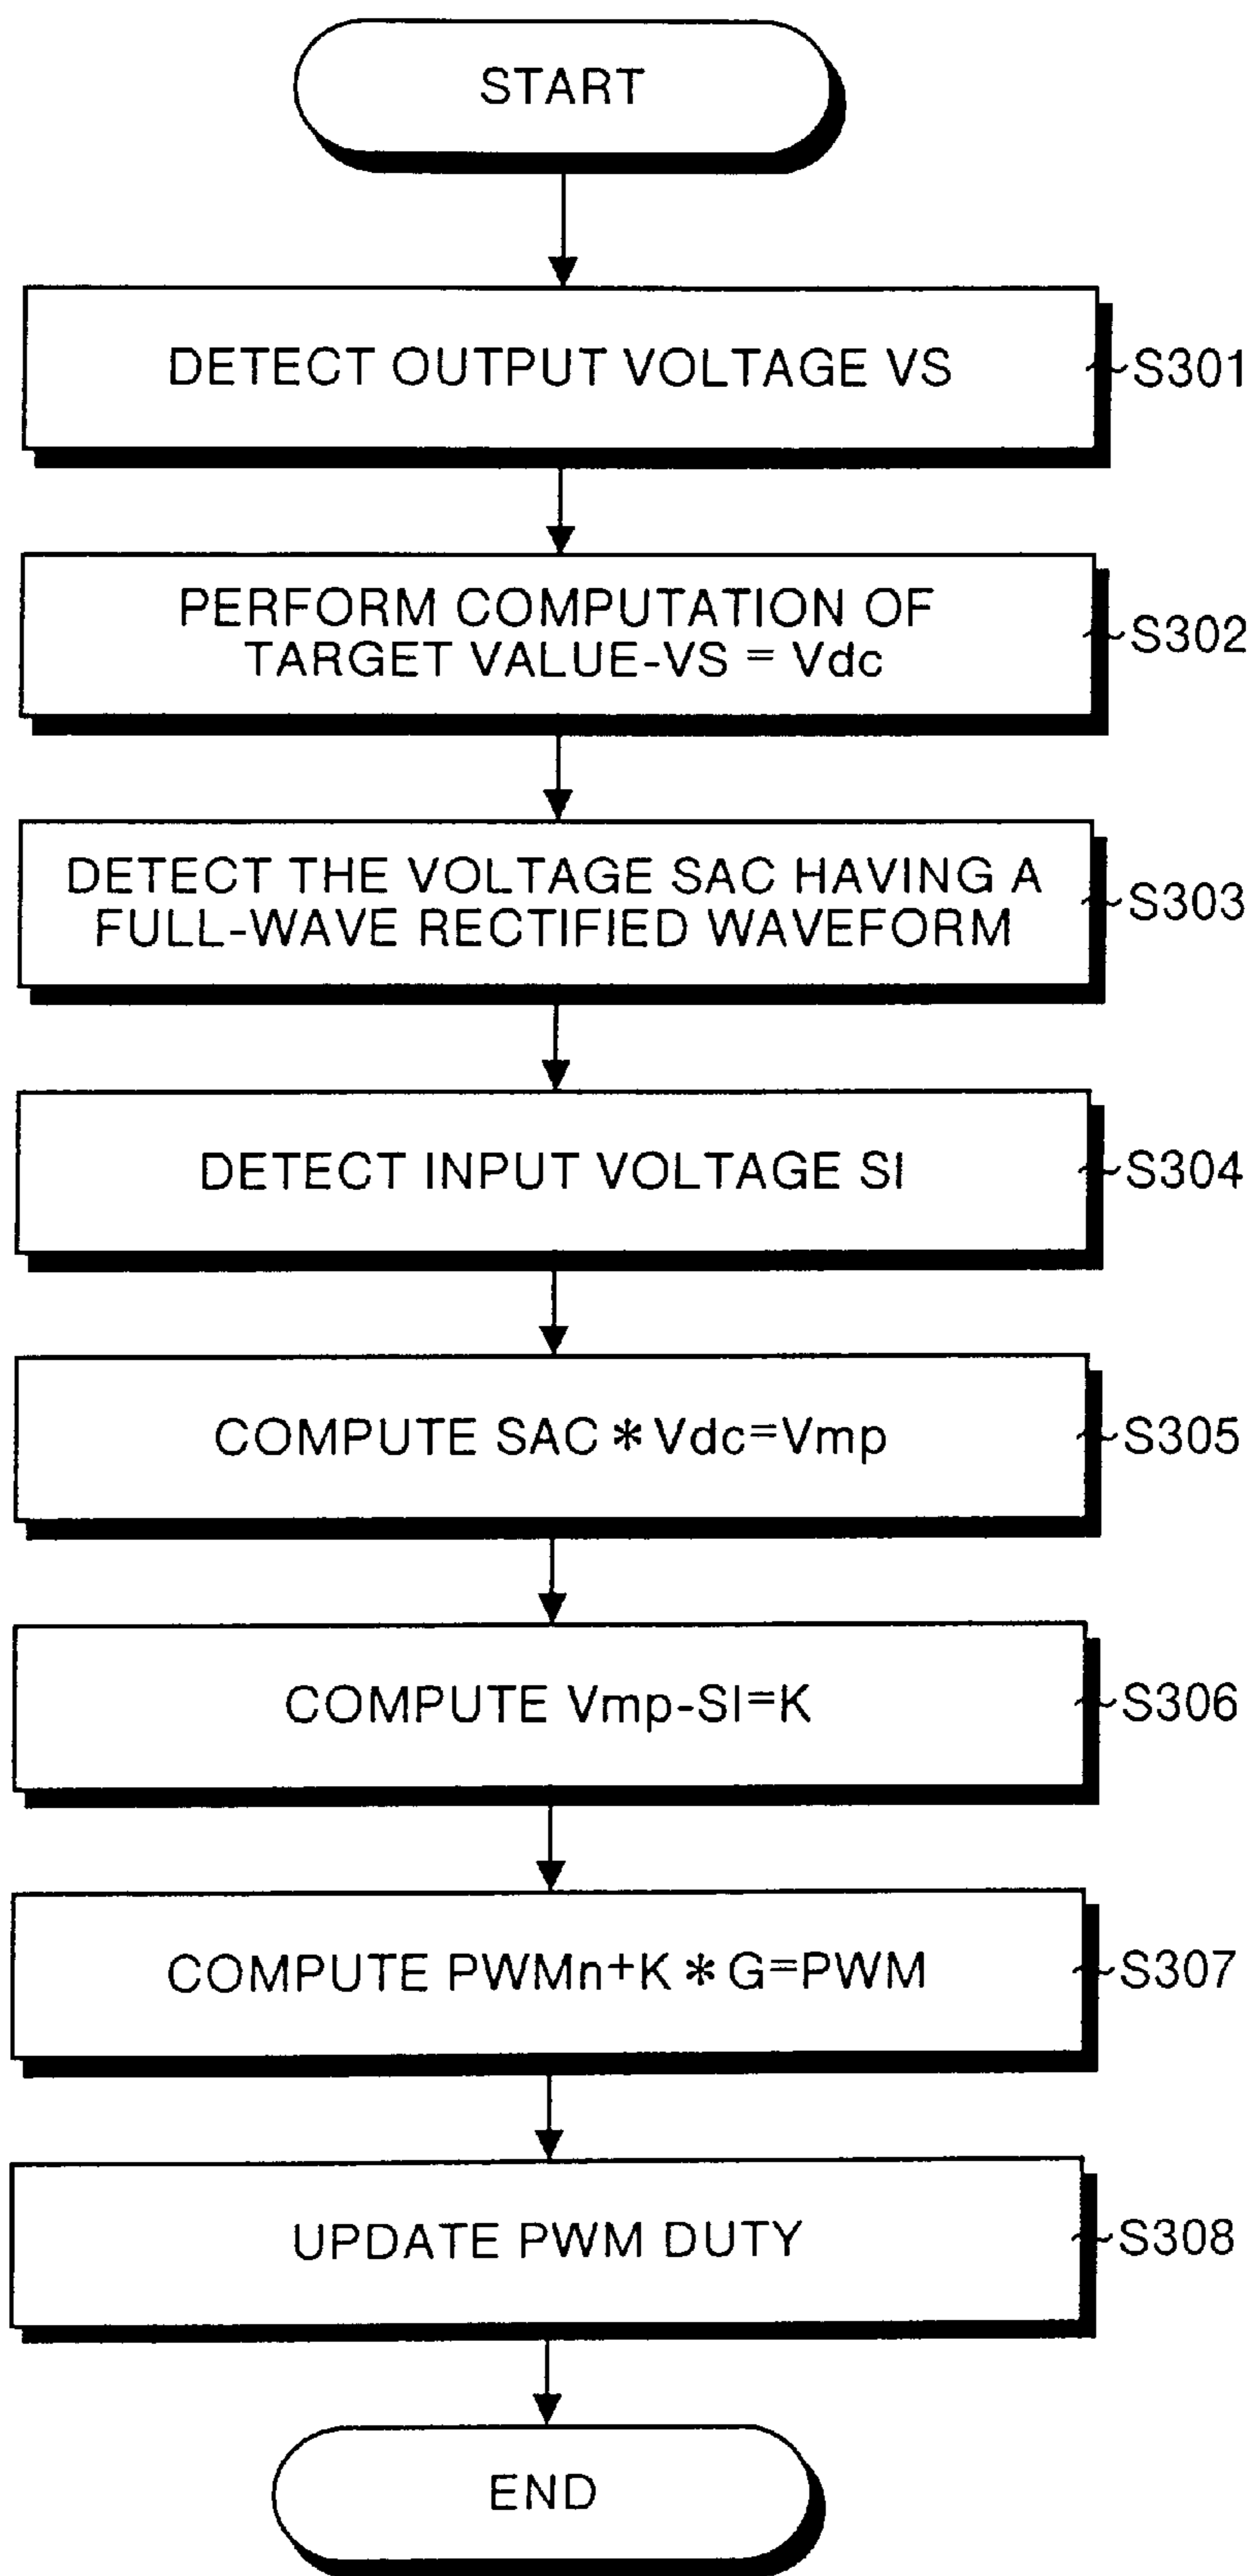 START
DETECT OUTPUT VOLTAGE VS
S301
PERFORM COMPUTATION OF
TARGET VALUE-VS = Vdc
S302
DETECT THE VOLTAGE SAC HAVING A
FULL-WAVE RECTIFIED WAVEFORM
S303
DETECT INPUT VOLTAGE SI
S304
COMPUTE SAC * Vdc=Vmp
S305
COMPUTE Vmp-SI=K
S306
COMPUTE PWMn+K * G=PWM
S307
UPDATE PWM DUTY
S308
END